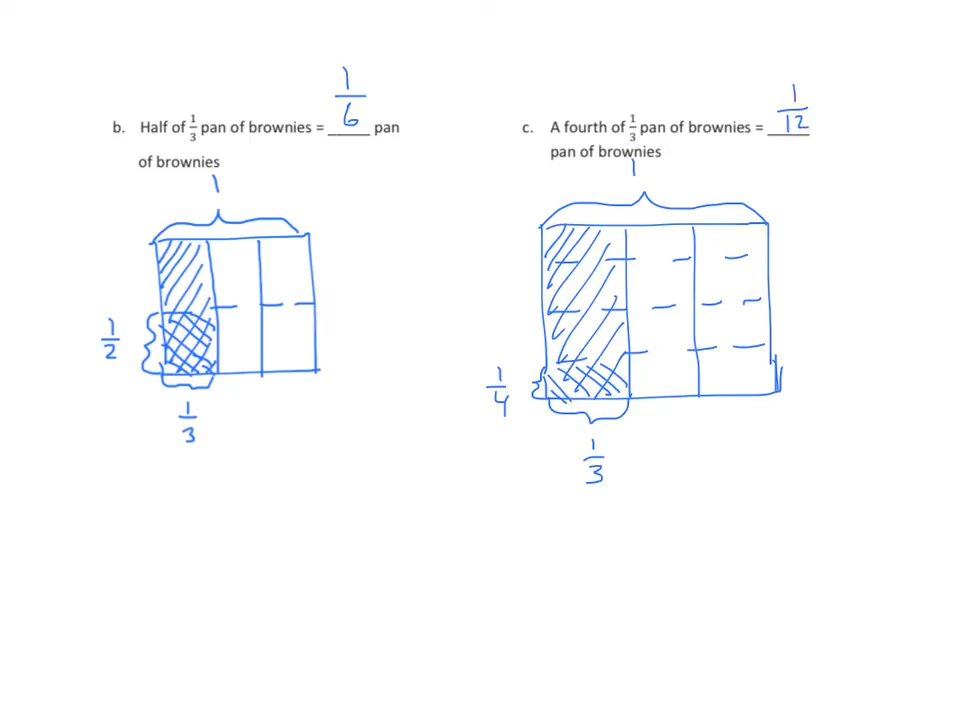 b. Half of 1/3 pan of brownies = 1/6 pan
of brownies
1
1/2
1/3
c. A fourth of 1/3 pan of brownies = 1/12
pan of brownies
1
1/4
1/3